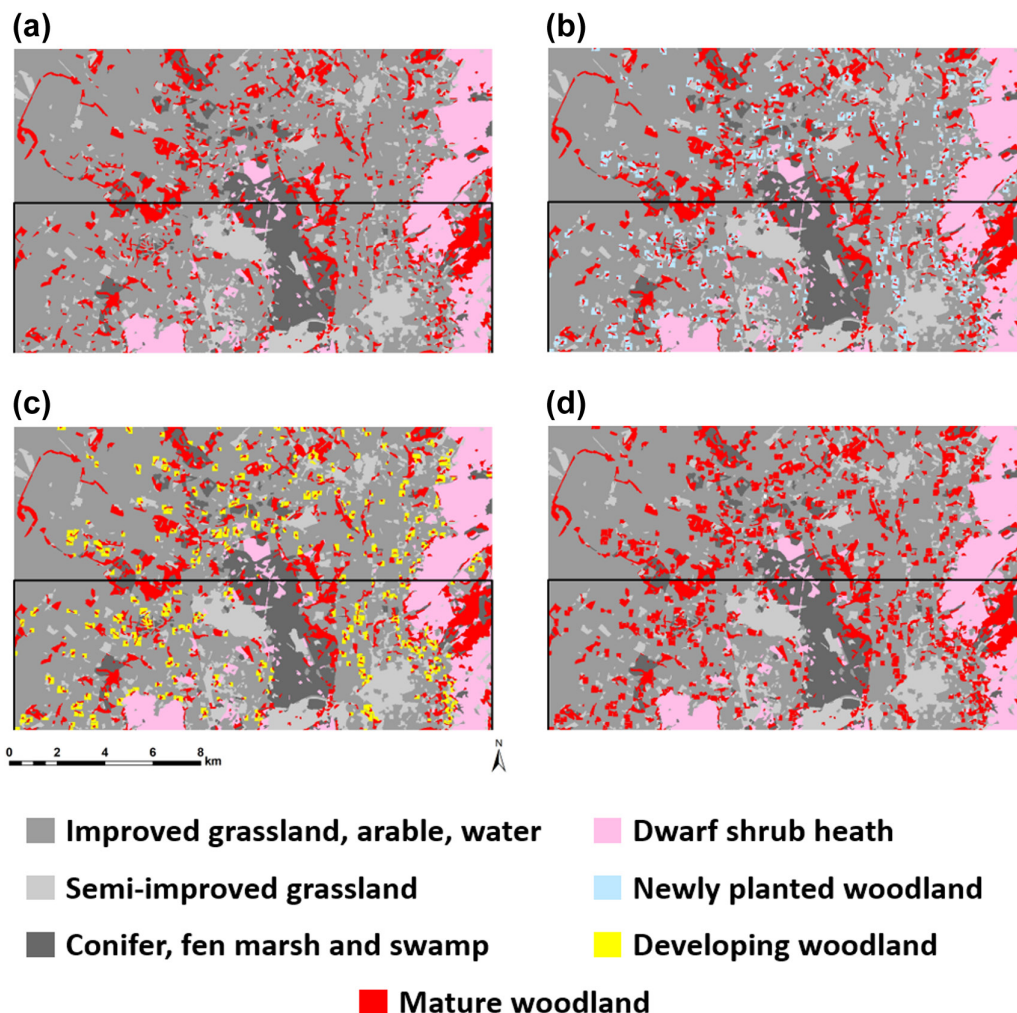 (a)
(b)
(c)
(d)
0 2 4 6 8
km
N
Improved grassland, arable, water
Dwarf shrub heath
Semi-improved grassland
Newly planted woodland
Conifer, fen marsh and swamp
Developing woodland
Mature woodland